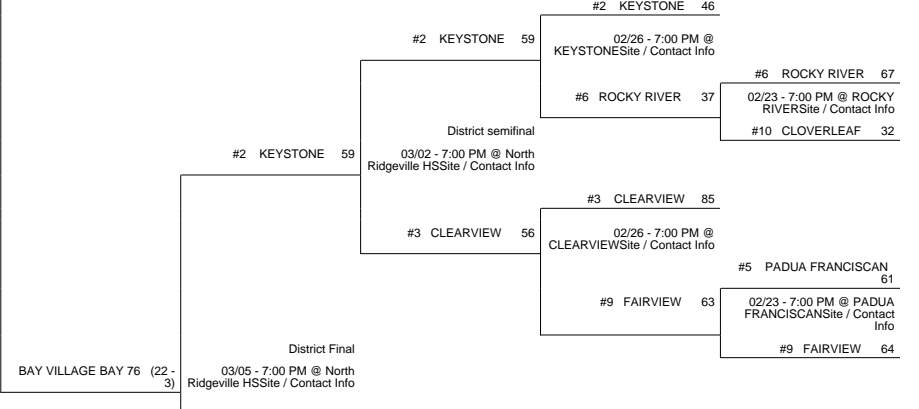 #2 KEYSTONE 46
02/26 - 7:00 PM @
KEYSTONESite / Contact Info
#2 KEYSTONE 59
#6 ROCKY RIVER 67
02/23 - 7:00 PM @ ROCKY
RIVERSite / Contact Info
#10 CLOVERLEAF 32
#6 ROCKY RIVER 37
District semifinal
03/02 - 7:00 PM @ North
Ridgeville HSSite / Contact Info
#2 KEYSTONE 59
#3 CLEARVIEW 85
02/26 - 7:00 PM @
CLEARVIEWSite / Contact Info
#3 CLEARVIEW 56
#5 PADUA FRANCISCAN
61
02/23 - 7:00 PM @ PADUA
FRANCISCANSite / Contact
Info
#9 FAIRVIEW 64
#9 FAIRVIEW 63
District Final
03/05 - 7:00 PM @ North
Ridgeville HSSite / Contact Info
BAY VILLAGE BAY 76 (22 -
3)